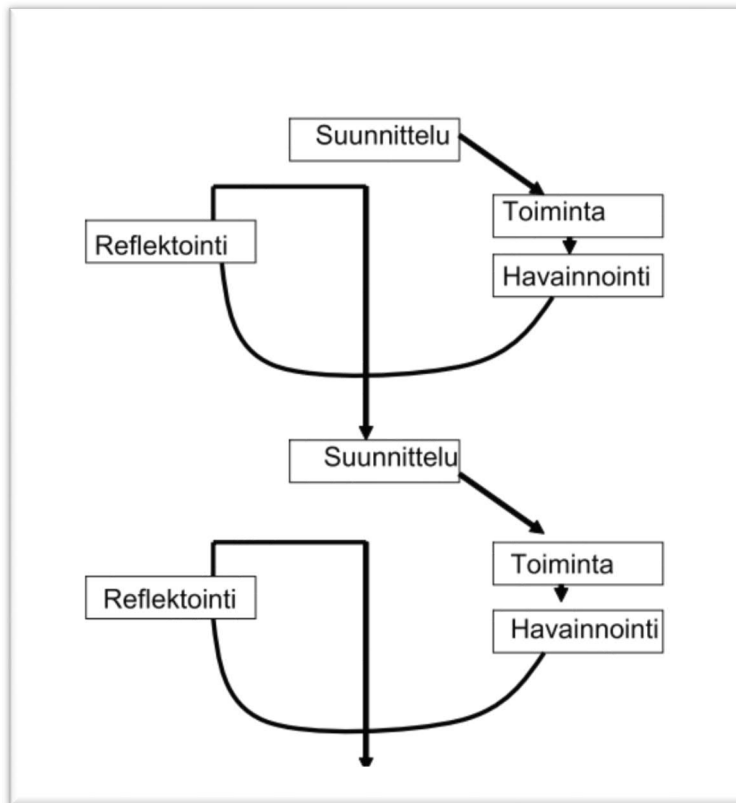 Suunnittelu
Toiminta
Reflektointi
Havainnointi
Suunnittelu
Toiminta
Reflektointi
Havainnointi